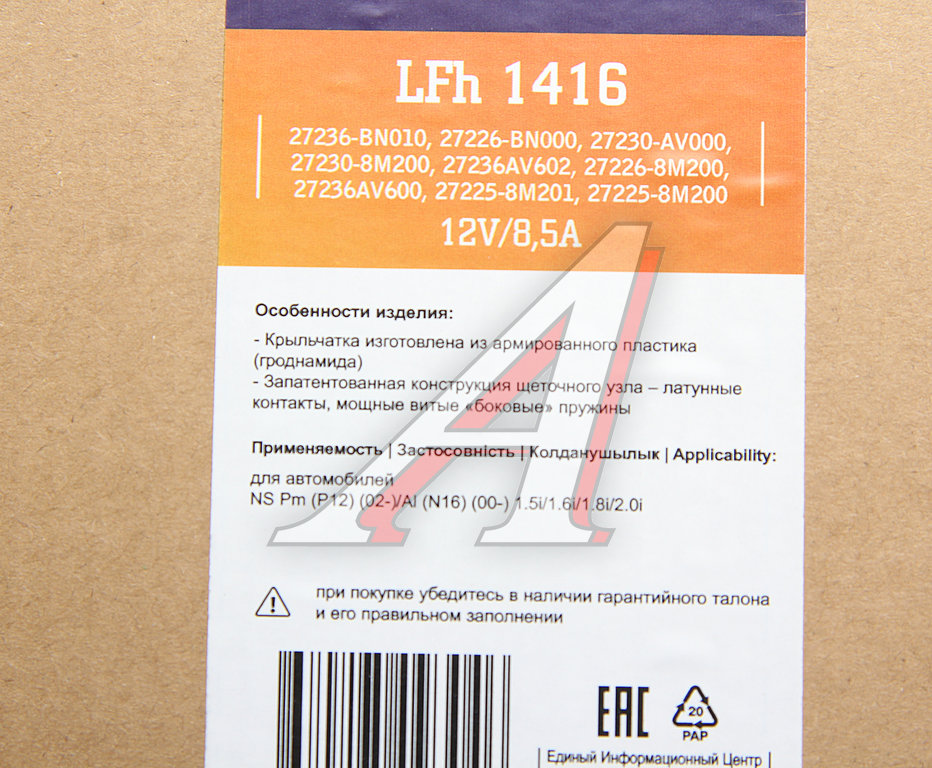 LFh 1416
27236-BN010, 27226-BN000, 27230-AV000,
27230-8M200, 27236AV602, 27226-8M200,
27236AV600, 27225-8M201, 27225-8M200
12V/8,5A
Особенности изделия:
- Крыльчатка изготовлена из армированного пластика
(гроднамида)
- Запатентованная конструкция щеточного узла – латунные
контакты, мощные витые «боковые» пружины
Применяемость | Застосовність | Колданушылык | Applicability:
для автомобилей
NS Pm (P12) (02-)/Al (N16) (00-) 1.5i/1.6i/1.8i/2.0i
при покупке убедитесь в наличии гарантийного талона
и его правильном заполнении
EAC
20
PAP
| Единый Информационный Центр |